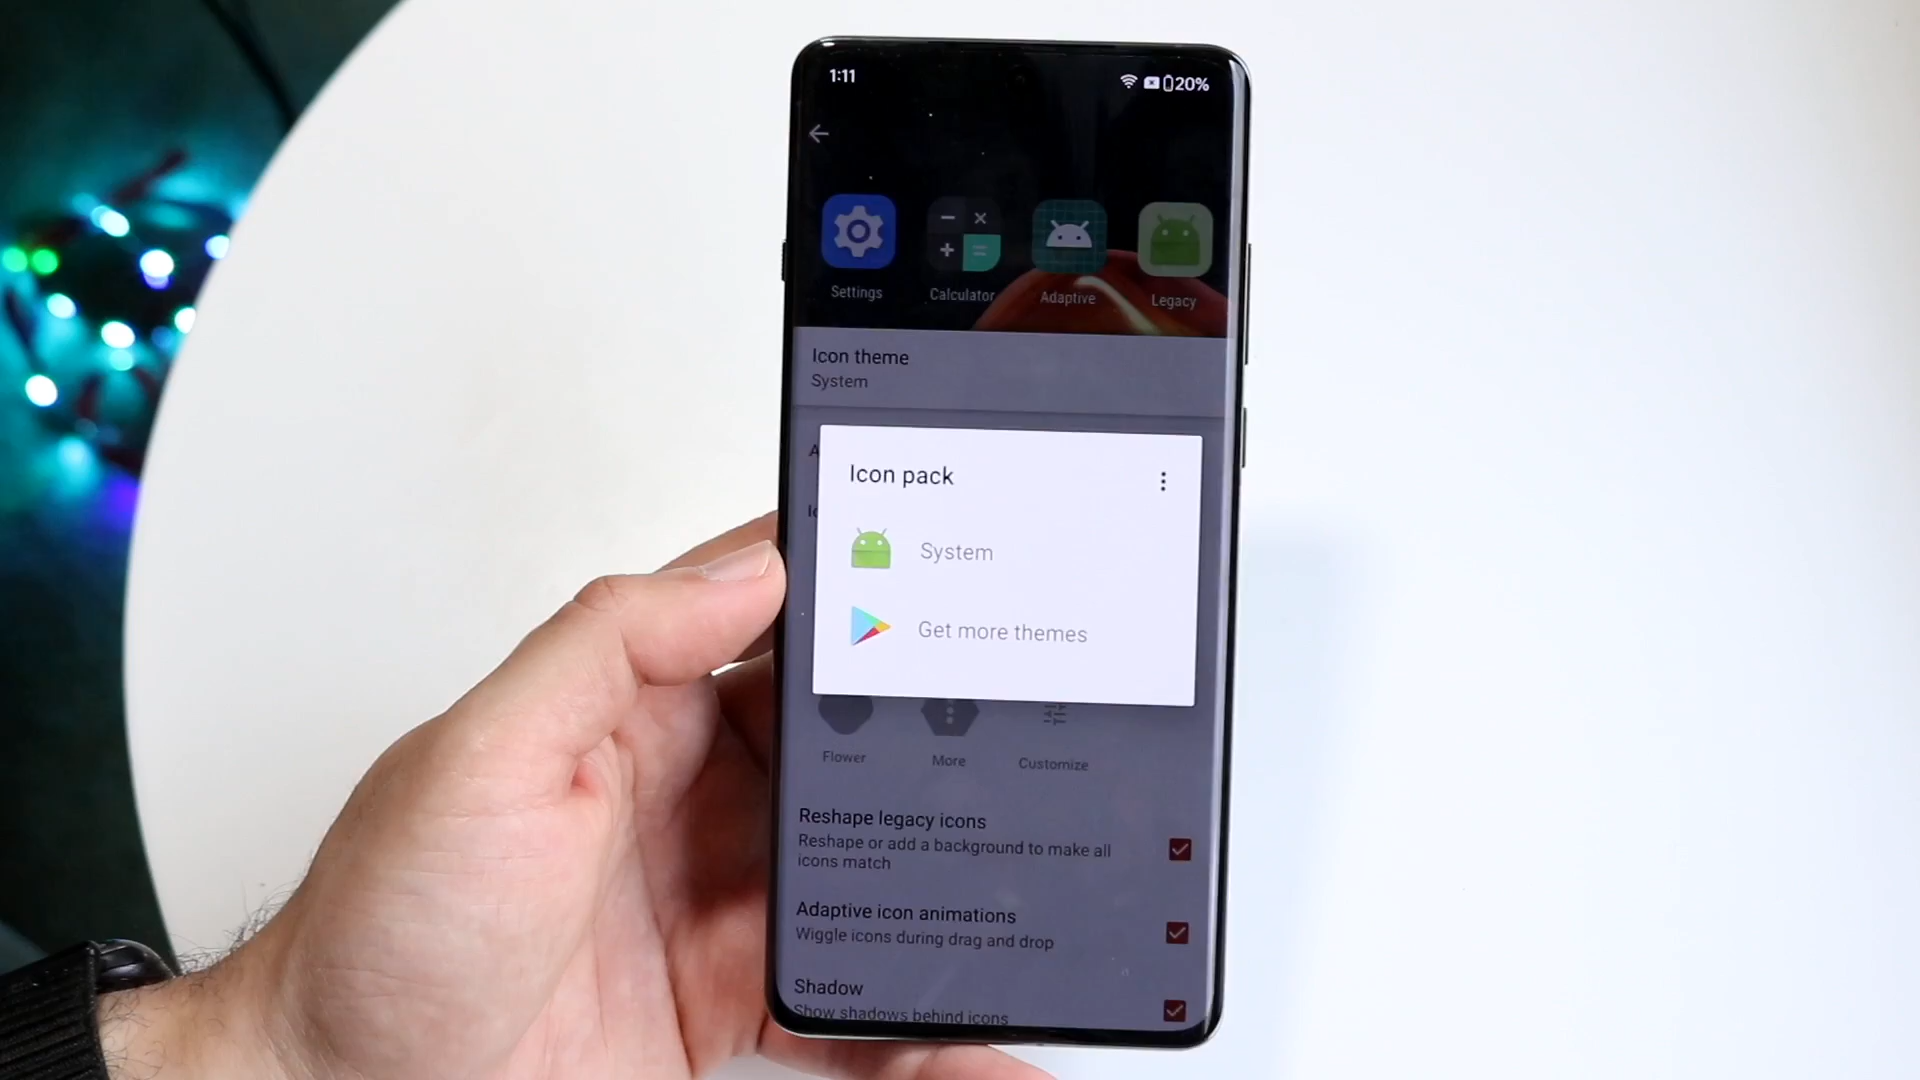 1:11
20%
Settings
Calculator
Adaptive
Legacy
Icon theme
System
A
Ic
Icon pack
System
Get more themes
Flower
More
Customize
Reshape legacy icons
Reshape or add a background to make all
icons match
Adaptive icon animations
Wiggle icons during drag and drop
Shadow
Show shadows behind icons